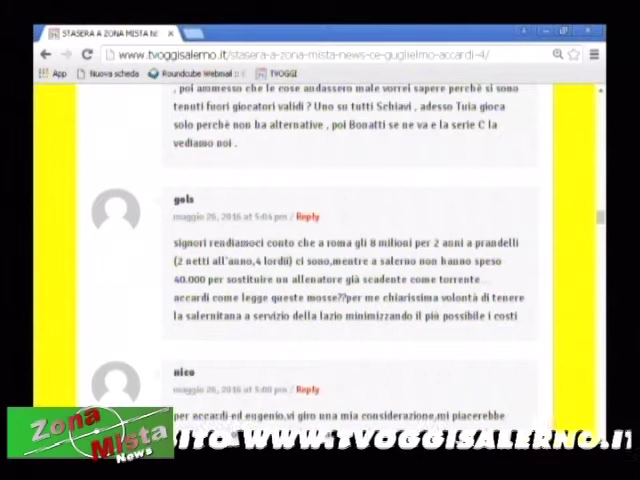 STASERA A ZONA MISTA NE
www.tvoggisalerno.it/stasera-a-zona-mista-news-ce-guglielmo-accardi-4/
App Nuova scheda Roundcube Webmail :: TVOGGI
, poi ammesso che le cose andassero male vorrei sapere perchè si sono
tenuti fuori giocatori validi ? Uno su tutti Schiavi , adesso Tuia gioca
solo perchè non ha alternative , poi Bonatti se ne va e la serie C la
vediamo noi .
gels
maggio 26, 2016 at 5:04 pm / Reply
signori rendiamoci conto che a roma gli 8 milioni per 2 anni a prandelli
(2 netti all'anno,4 lordii) ci sono,mentre a salerno non hanno speso
40.000 per sostituire un allenatore già scadente come torrente
accardi come legge queste mosse??per me chiarissima volontà di tenere
la salernitana a servizio della lazio minimizzando il più possibile i costi
nico
maggio 26, 2016 at 5:00 pm / Reply
per accardi ed eugenio,vi giro una mia considerazione,mi piacerebbe
Zona
Mista
News
ITO WWW.TVOGGISALERNO.IT